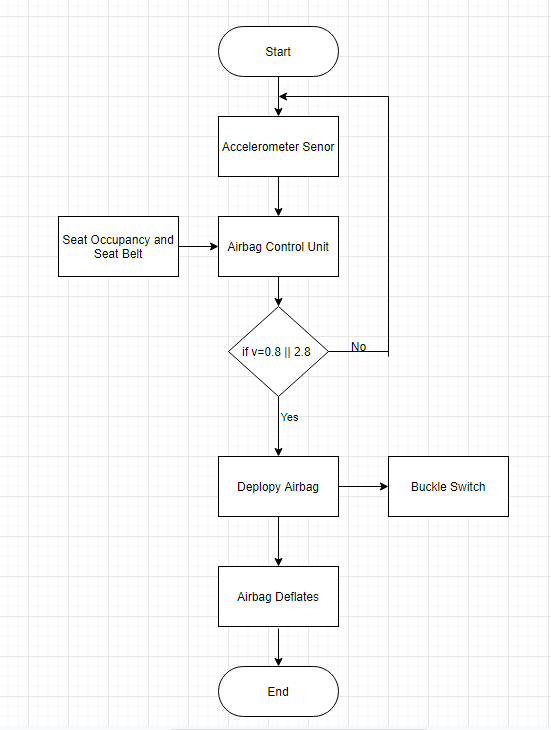 Start
Accelerometer Senor
Seat Occupancy and
Seat Belt
Airbag Control Unit
if v=0.8 || 2.8
No
Yes
Deplopy Airbag
Buckle Switch
Airbag Deflates
End